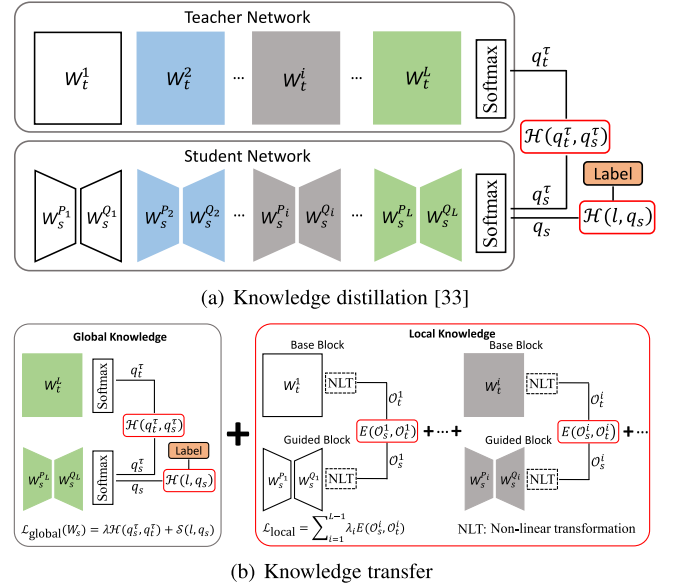 Teacher Network
W_t^1 W_t^2 ... W_t^i ... W_t^L Softmax q_t^τ
H(q_t^τ, q_s^τ)
Student Network
W_s^{P_1} W_s^{Q_1} W_s^{P_2} W_s^{Q_2} ... W_s^{P_i} W_s^{Q_i} ... W_s^{P_L} W_s^{Q_L} Softmax q_s^τ Label
q_s H(l, q_s)
(a) Knowledge distillation [33]
Global Knowledge
W_t^L Softmax q_t^τ
H(q_t^τ, q_s^τ)
Label
W_s^{P_L} W_s^{Q_L} Softmax q_s^τ
q_s H(l, q_s)
ℒ_global(W_s) = λH(q_s^τ, q_t^τ) + S(l, q_s)
+
Local Knowledge
Base Block
W_t^1 NLT O_t^1
E(O_s^1, O_t^1) + ... +
Guided Block O_s^1
W_s^{P_1} W_s^{Q_1} NLT
ℒ_local = ∑_{i=1}^{L-1} λ_i E(O_s^i, O_t^i)
Base Block
W_t^i NLT O_t^i
E(O_s^i, O_t^i) + ...
Guided Block O_s^i
W_s^{P_i} W_s^{Q_i} NLT
NLT: Non-linear transformation
(b) Knowledge transfer